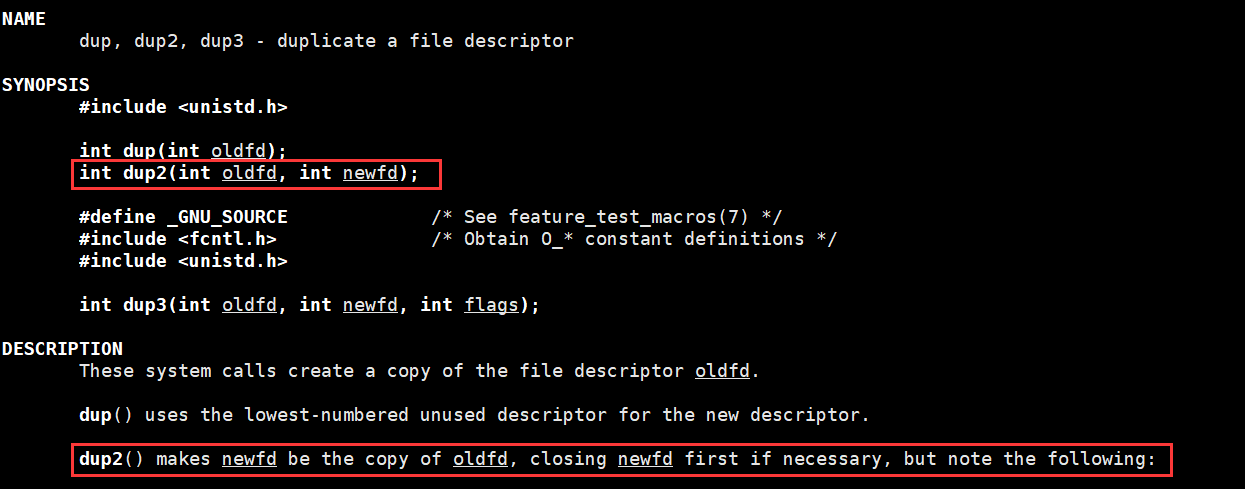 NAME
dup, dup2, dup3 - duplicate a file descriptor
SYNOPSIS
#include <unistd.h>
int dup(int oldfd);
int dup2(int oldfd, int newfd);
#define _GNU_SOURCE /* See feature_test_macros(7) */
#include <fcntl.h> /* Obtain O_* constant definitions */
#include <unistd.h>
int dup3(int oldfd, int newfd, int flags);
DESCRIPTION
These system calls create a copy of the file descriptor oldfd.
dup() uses the lowest-numbered unused descriptor for the new descriptor.
dup2() makes newfd be the copy of oldfd, closing newfd first if necessary, but note the following: